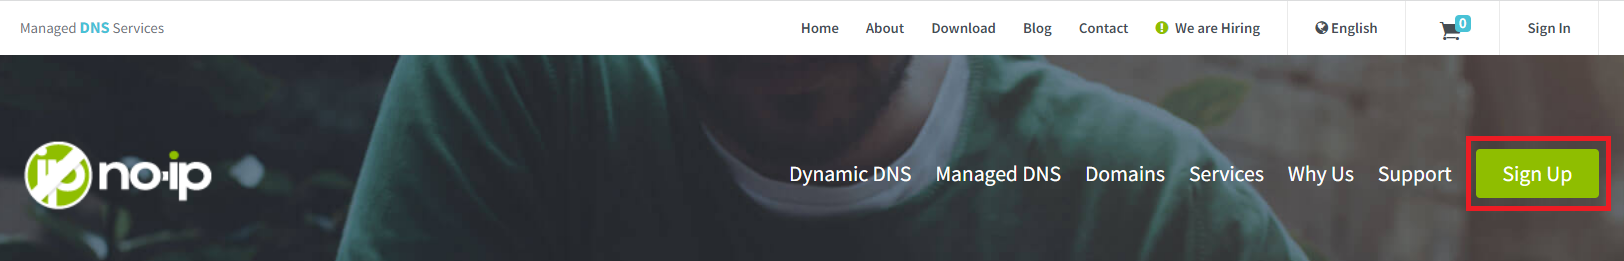 Managed DNS Services Home About Download Blog Contact We are Hiring English 0 Sign In
no-ip Dynamic DNS Managed DNS Domains Services Why Us Support Sign Up